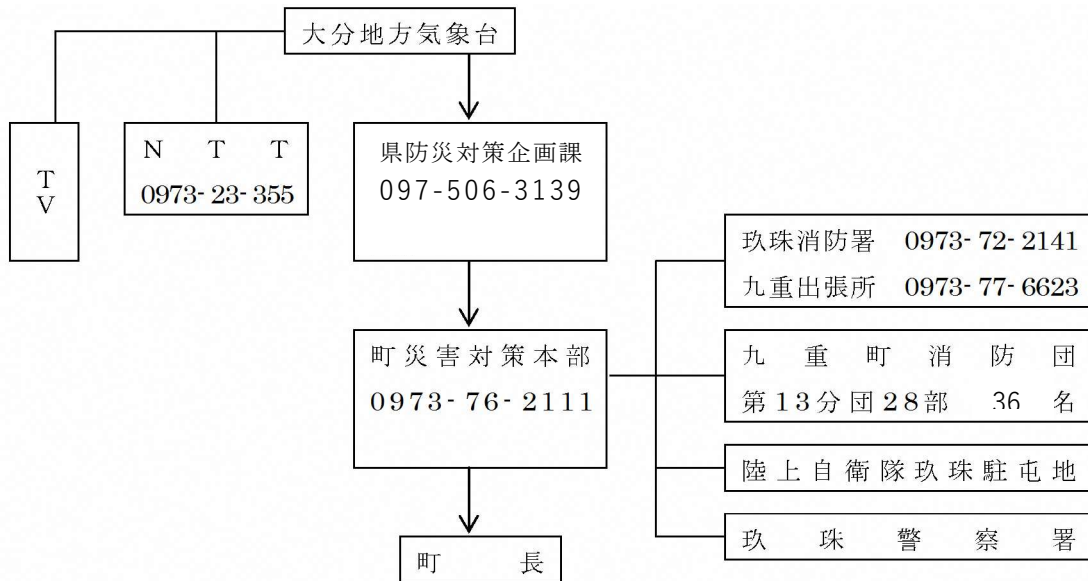 大分地方気象台
TV
NTT
0973-23-355
県防災対策企画課
097-506-3139
玖珠消防署 0973-72-2141
九重出張所 0973-77-6623
町災害対策本部
0973-76-2111
九重町消防団
第13分団28部 36名
陸上自衛隊玖珠駐屯地
玖珠警察署
町長